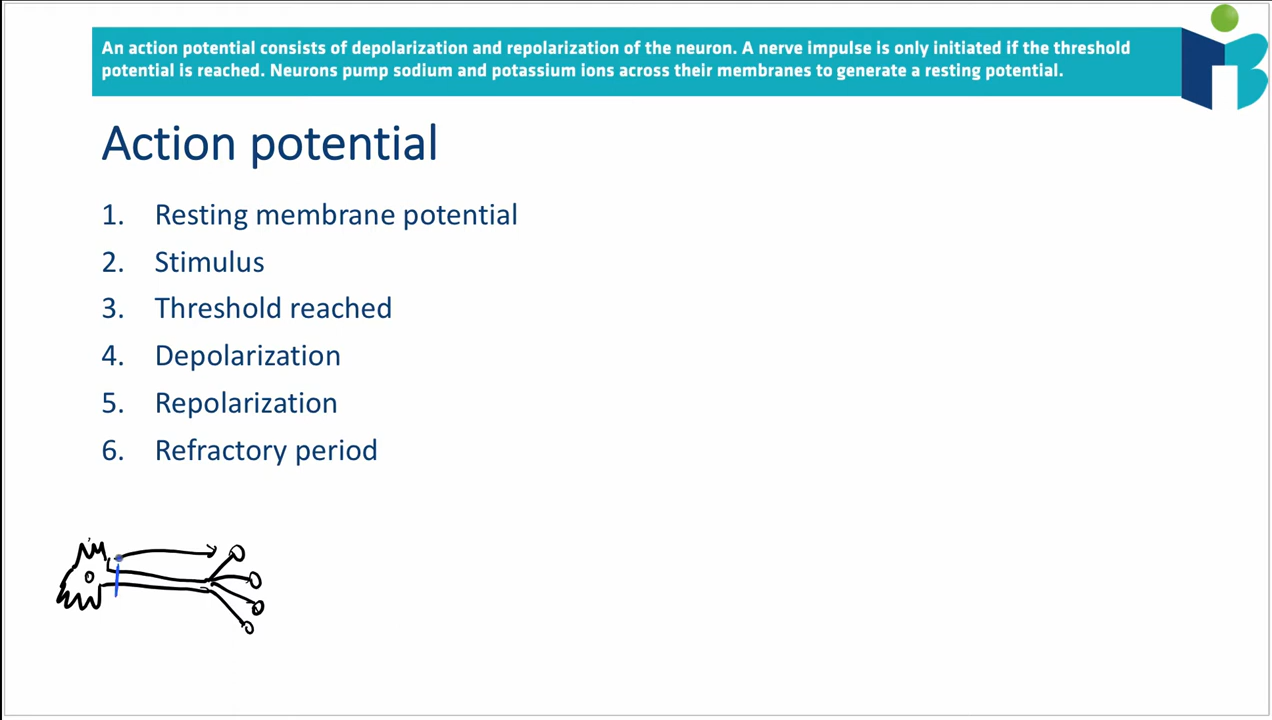 An action potential consists of depolarization and repolarization of the neuron. A nerve impulse is only initiated if the threshold
potential is reached. Neurons pump sodium and potassium ions across their membranes to generate a resting potential.
Action potential
1. Resting membrane potential
2. Stimulus
3. Threshold reached
4. Depolarization
5. Repolarization
6. Refractory period